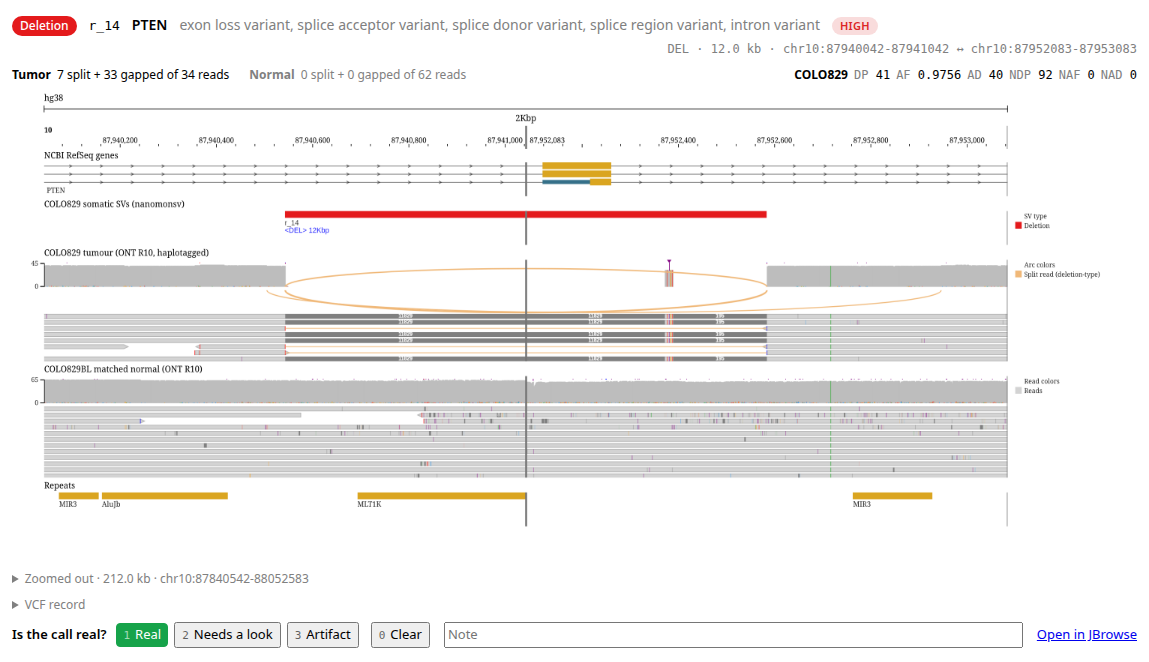 Deletion r_14 PTEN exon loss variant, splice acceptor variant, splice donor variant, splice region variant, intron variant HIGH
DEL · 12.0 kb · chr10:87940042-87941042 ↔ chr10:87952083-87953083
Tumor 7 split + 33 gapped of 34 reads Normal 0 split + 0 gapped of 62 reads COLO829 DP 41 AF 0.9756 AD 40 NDP 92 NAF 0 NAD 0
hg38
2Kbp
10
87,940,200 87,940,400 87,940,600 87,940,800 87,941,000 87,952,083 87,952,400 87,952,600 87,952,800 87,953,000
NCBI RefSeq genes
PTEN
COLO829 somatic SVs (nanomonsv)
r_14
<DEL> 12Kbp
SV type
Deletion
COLO829 tumour (ONT R10, haplotagged)
45
0
Arc colors
Split read (deletion-type)
COLO829BL matched normal (ONT R10)
65
0
Read colors
Reads
Repeats
MIR3 AluJb MLT1K MIR3
▶ Zoomed out · 212.0 kb · chr10:87840542-88052583
▶ VCF record
Is the call real? 1 Real 2 Needs a look 3 Artifact 0 Clear Note Open in JBrowse